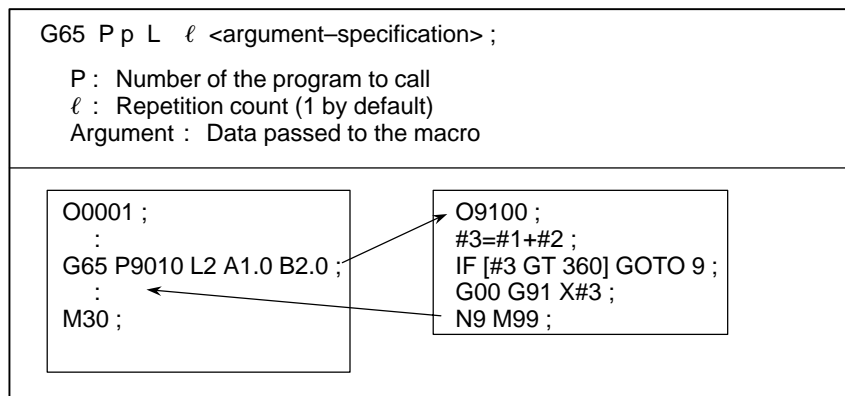 G65 P p L ℓ <argument–specification> ;
P : Number of the program to call
ℓ : Repetition count (1 by default)
Argument : Data passed to the macro
O0001 ;
:
G65 P9010 L2 A1.0 B2.0 ;
:
M30 ;
O9100 ;
#3=#1+#2 ;
IF [#3 GT 360] GOTO 9 ;
G00 G91 X#3 ;
N9 M99 ;